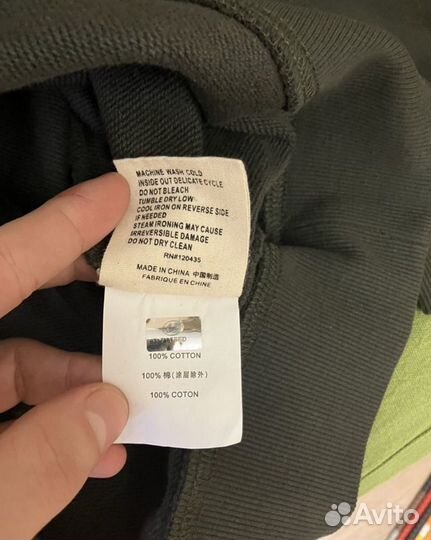 MACHINE WASH COLD
INSIDE OUT DELICATE CYCLE
DO NOT BLEACH
TUMBLE DRY LOW
COOL IRON ON REVERSE SIDE
IF NEEDED
STEAM IRONING MAY CAUSE
IRREVERSIBLE DAMAGE
DO NOT DRY CLEAN
RN#120435
MADE IN CHINA 中国制造
FABRIQUE EN CHINE
100% COTTON
100% 棉(涂层除外)
100% COTON
Avito